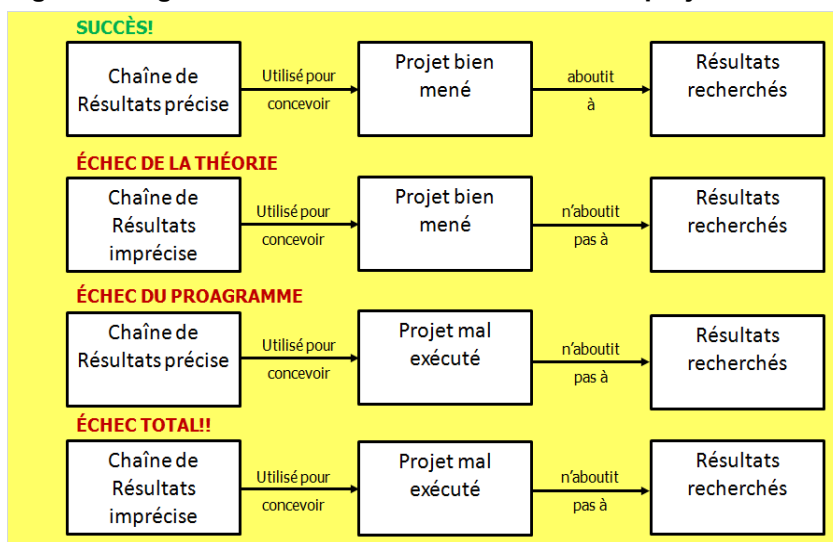 SUCCÈS!
Chaîne de
Résultats précise
Utilisé pour
concevoir
Projet bien
mené
aboutit
à
Résultats
recherchés
ÉCHEC DE LA THÉORIE
Chaîne de
Résultats
imprécise
Utilisé pour
concevoir
Projet bien
mené
n’aboutit
pas à
Résultats
recherchés
ÉCHEC DU PROAGRAMME
Chaîne de
Résultats précise
Utilisé pour
concevoir
Projet mal
exécuté
n’aboutit
pas à
Résultats
recherchés
ÉCHEC TOTAL!!
Chaîne de
Résultats
imprécise
Utilisé pour
concevoir
Projet mal
exécuté
n’aboutit
pas à
Résultats
recherchés